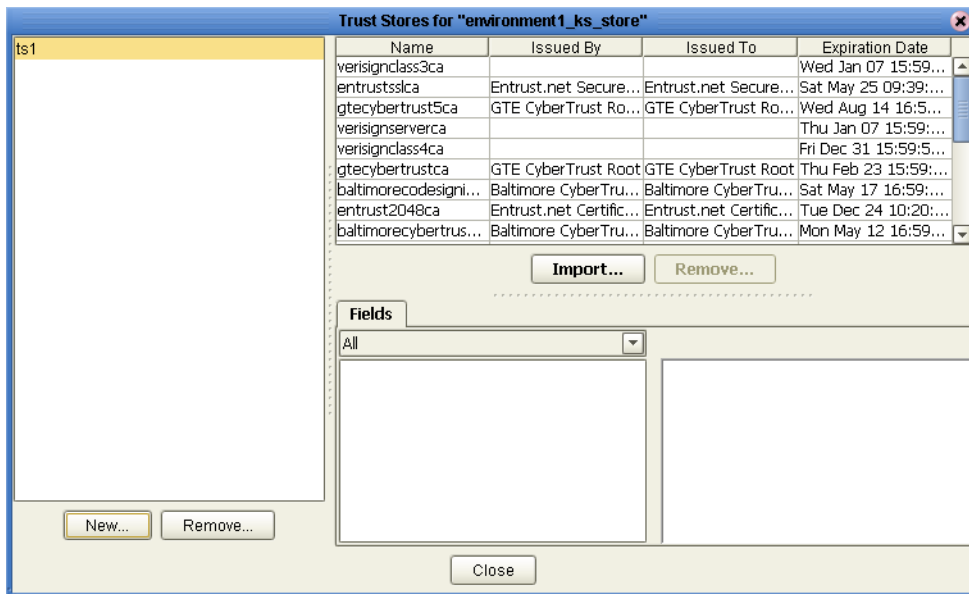 Trust Stores for "environment1_ks_store"
ts1
Name Issued By Issued To Expiration Date
verisignclass3ca Wed Jan 07 15:59...
entrustsslca Entrust.net Secure... Entrust.net Secure... Sat May 25 09:39:...
gtecybertrust5ca GTE CyberTrust Ro... GTE CyberTrust Ro... Wed Aug 14 16:5...
verisignserverca Thu Jan 07 15:59:...
verisignclass4ca Fri Dec 31 15:59:5...
gtecybertrustca GTE CyberTrust Root GTE CyberTrust Root Thu Feb 23 15:59:...
baltimorecodesigni... Baltimore CyberTru... Baltimore CyberTru... Sat May 17 16:59:...
entrust2048ca Entrust.net Certific... Entrust.net Certific... Tue Dec 24 10:20:...
baltimorecybertrus... Baltimore CyberTru... Baltimore CyberTru... Mon May 12 16:59...
Import... Remove...
Fields
All
New... Remove...
Close